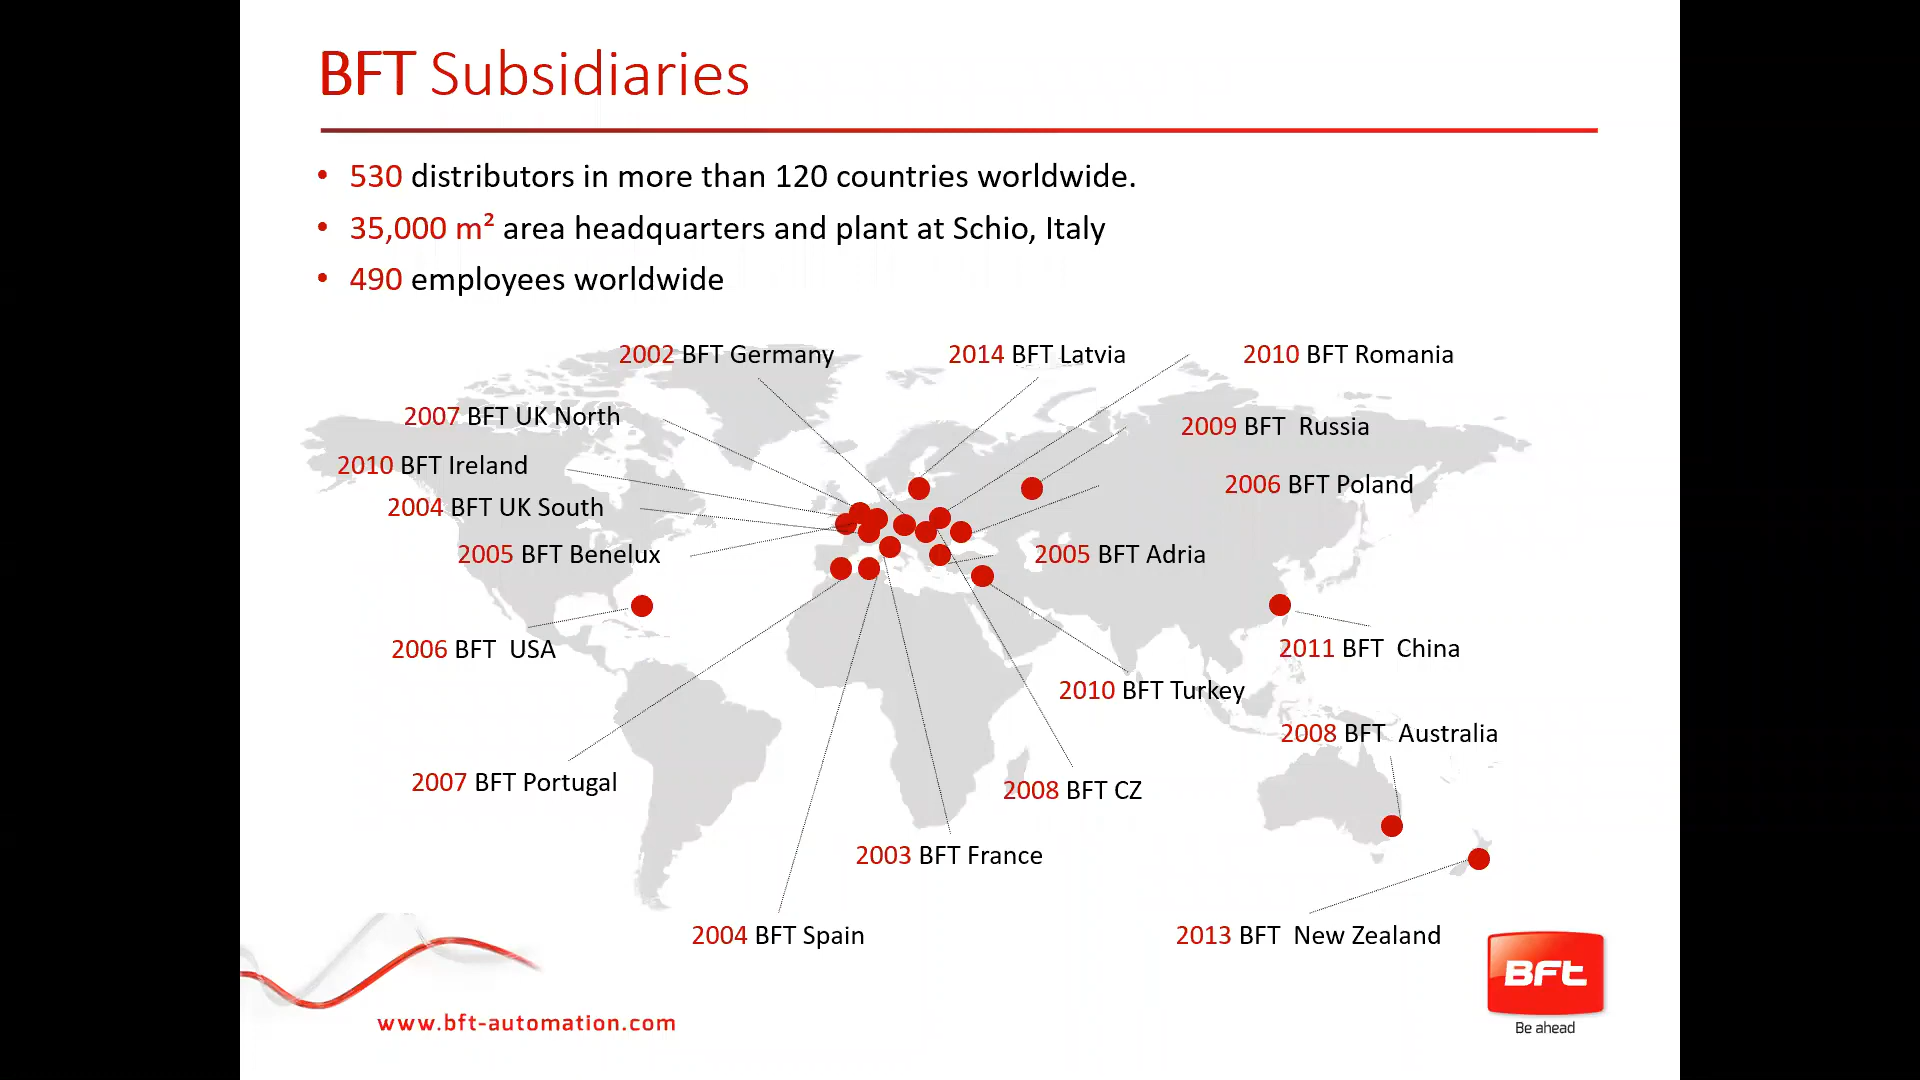 BFT Subsidiaries
• 530 distributors in more than 120 countries worldwide.
• 35,000 m² area headquarters and plant at Schio, Italy
• 490 employees worldwide
2002 BFT Germany
2014 BFT Latvia
2010 BFT Romania
2007 BFT UK North
2009 BFT Russia
2010 BFT Ireland
2006 BFT Poland
2004 BFT UK South
2005 BFT Benelux
2005 BFT Adria
2006 BFT USA
2011 BFT China
2010 BFT Turkey
2008 BFT Australia
2007 BFT Portugal
2008 BFT CZ
2003 BFT France
2004 BFT Spain
2013 BFT New Zealand
BFt
Be ahead
www.bft-automation.com